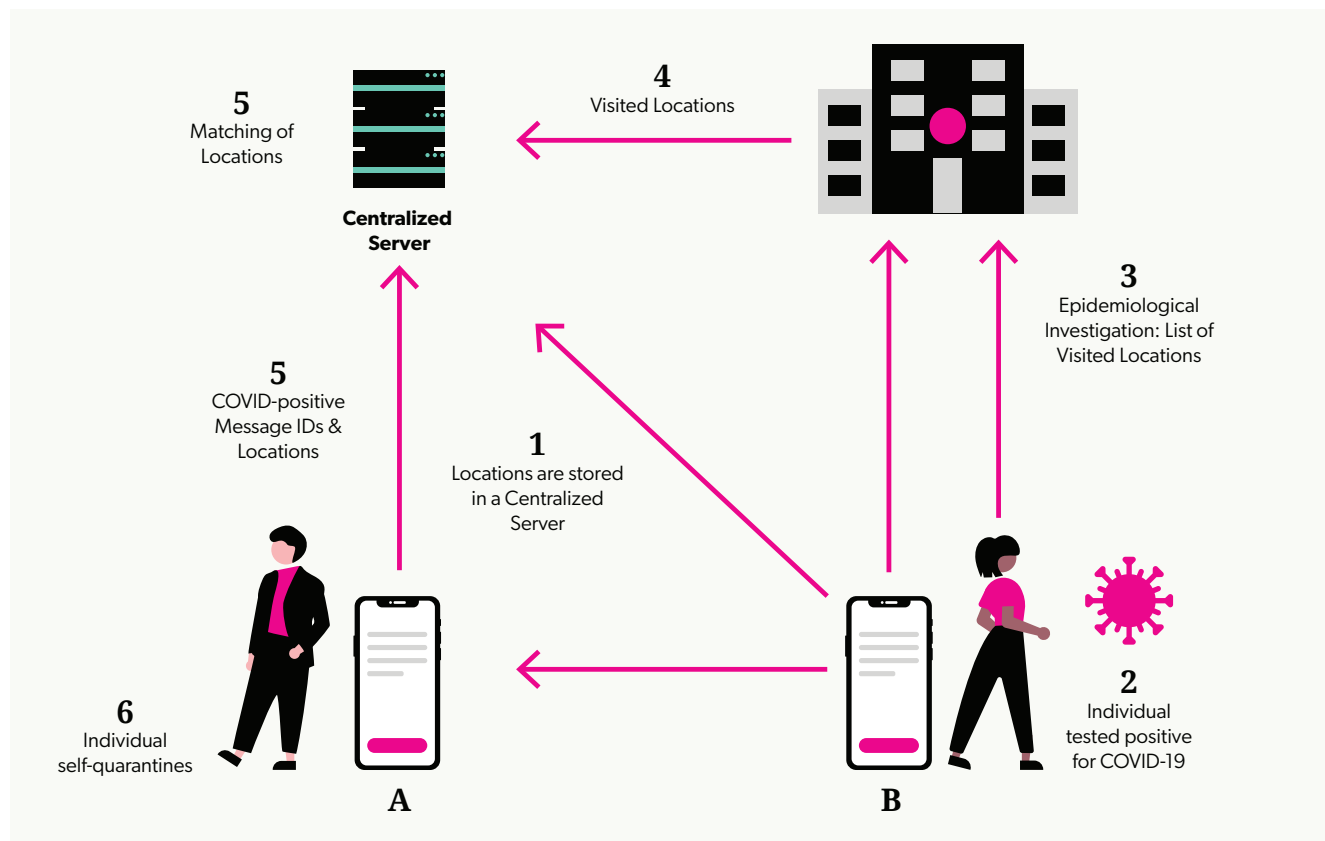 4
Visited Locations
5
Matching of
Locations
Centralized
Server
3
Epidemiological
Investigation: List of
Visited Locations
5
COVID-positive
Message IDs &
Locations
1
Locations are stored
in a Centralized
Server
2
Individual
tested positive
for COVID-19
6
Individual
self-quarantines
A
B